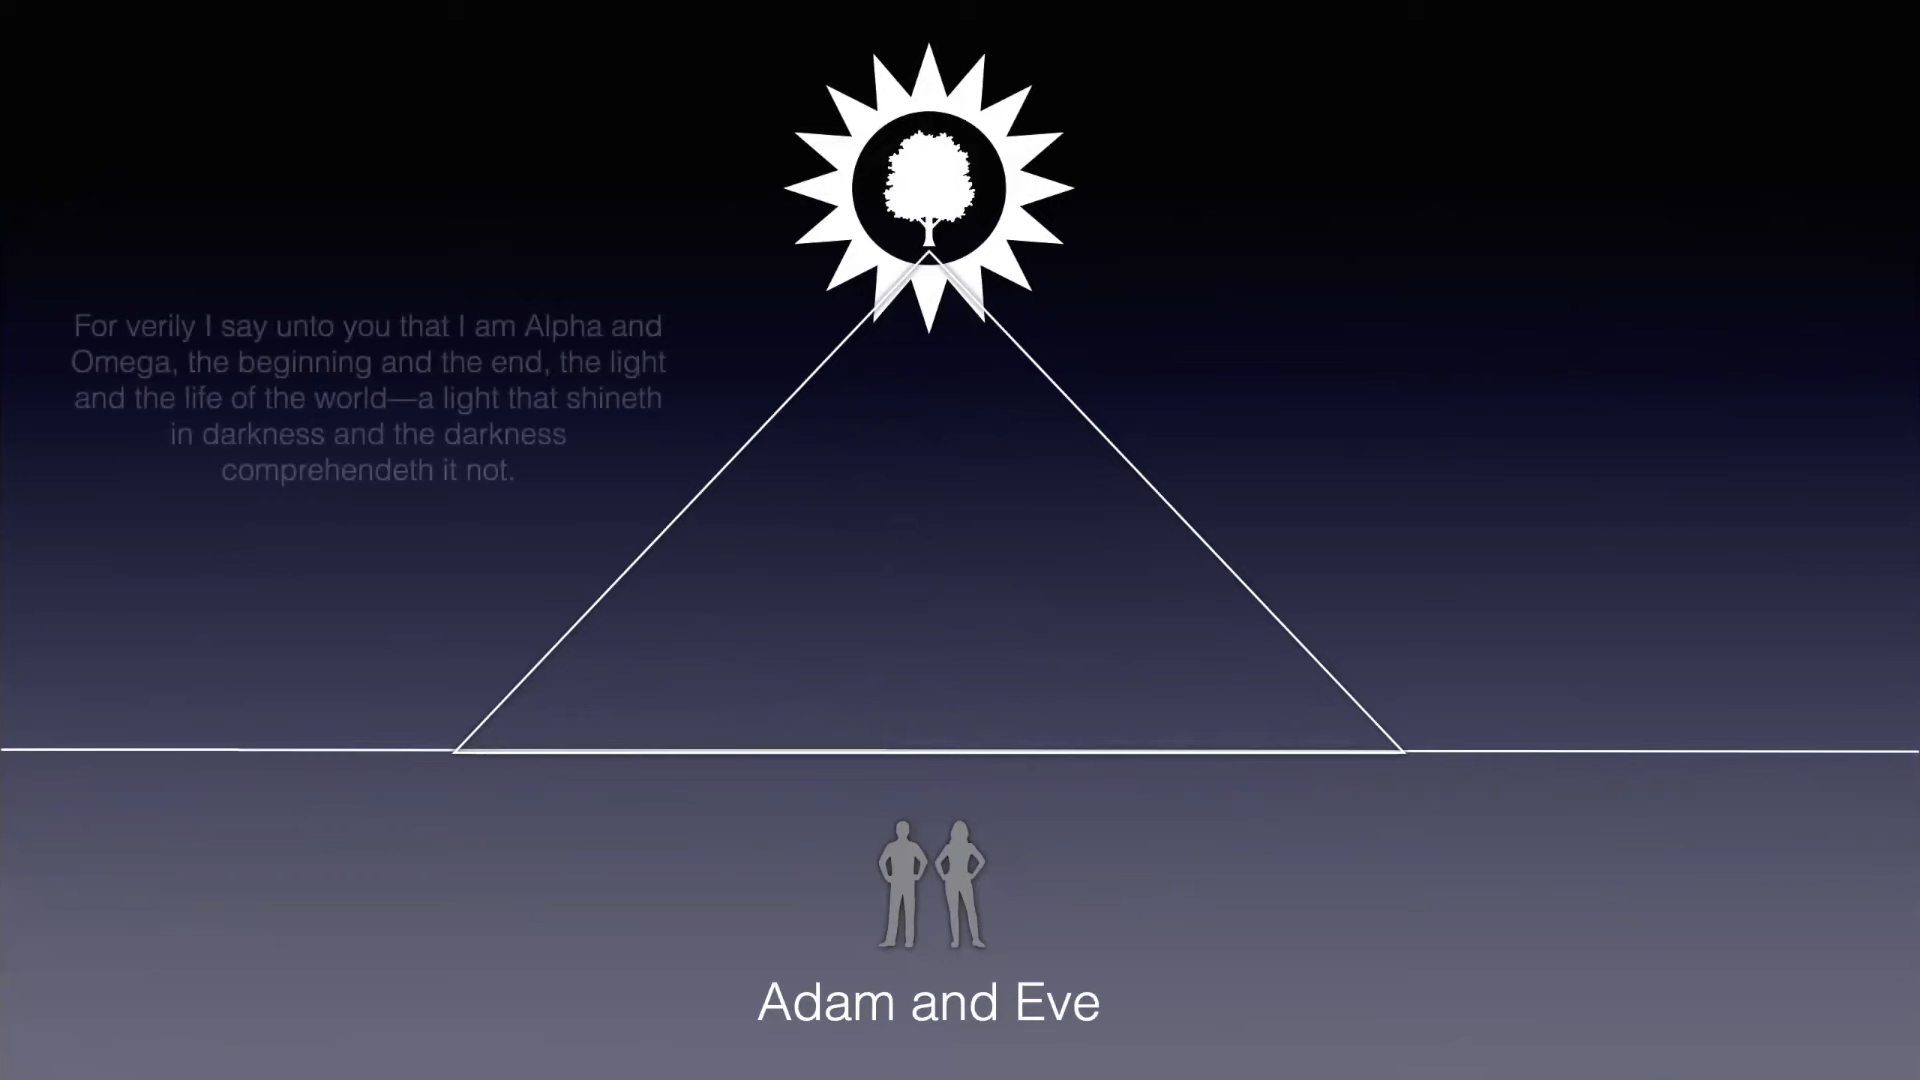 For verily I say unto you that I am Alpha and
Omega, the beginning and the end, the light
and the life of the world—a light that shineth
in darkness and the darkness
comprehendeth it not.
Adam and Eve